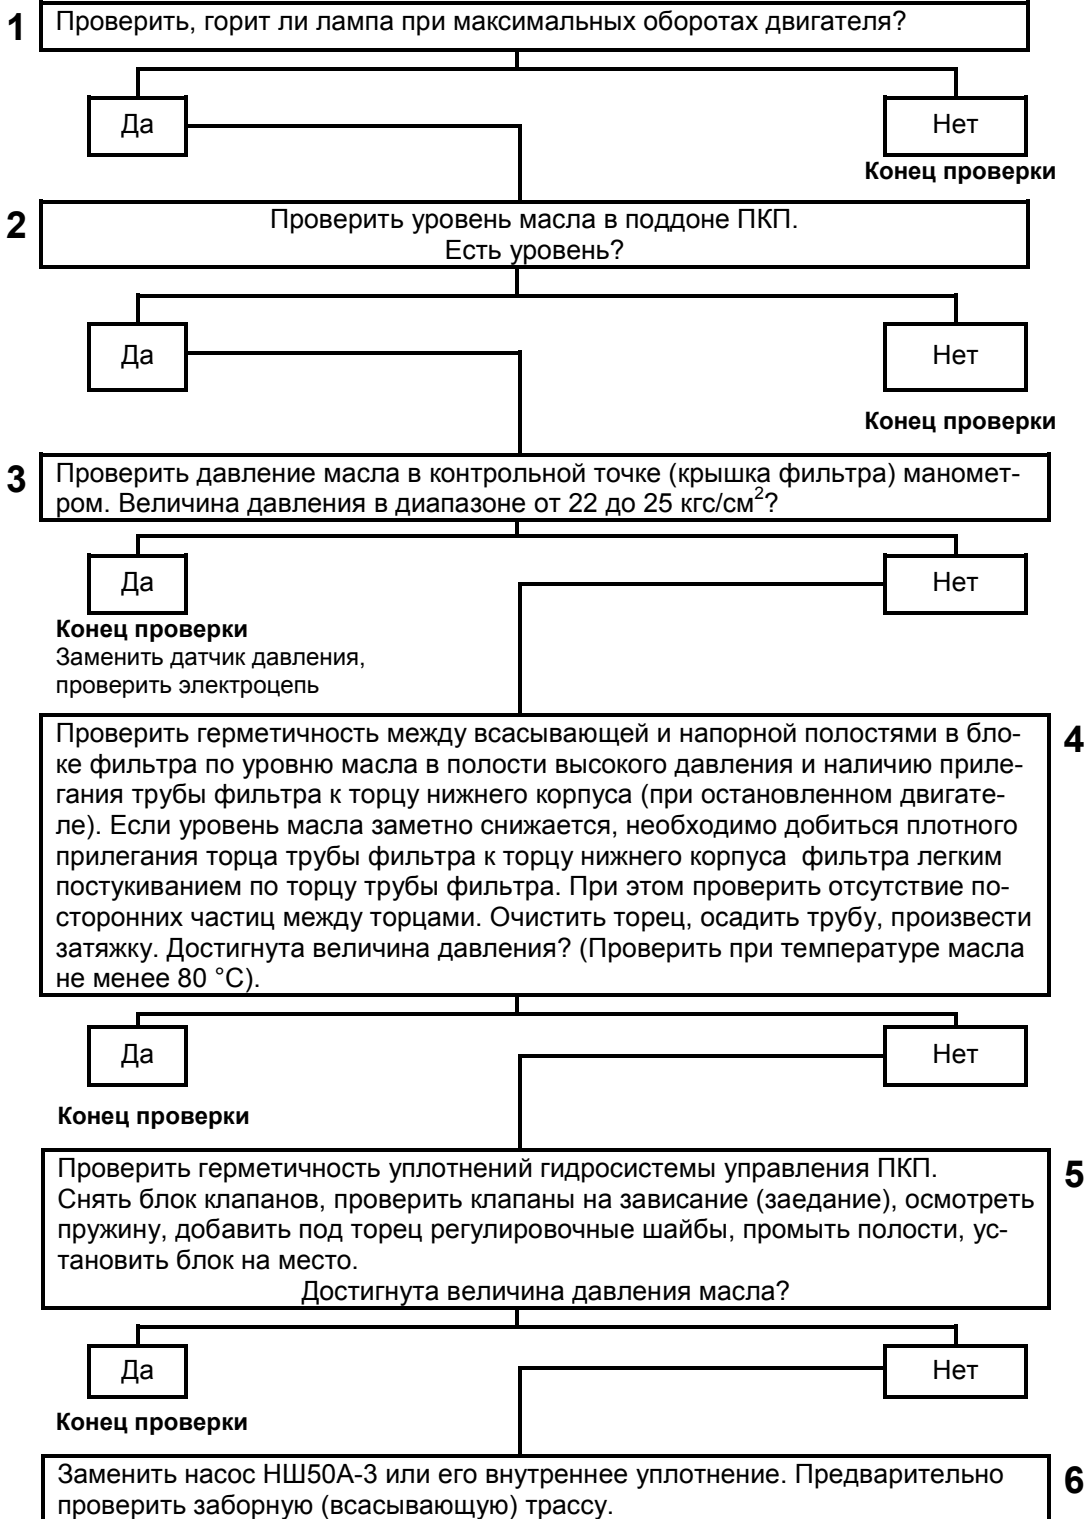 1
Проверить, горит ли лампа при максимальных оборотах двигателя?
Да
Нет
Конец проверки
2
Проверить уровень масла в поддоне ПКП.
Есть уровень?
Да
Нет
Конец проверки
3
Проверить давление масла в контрольной точке (крышка фильтра) маномет-
ром. Величина давления в диапазоне от 22 до 25 кгс/см²?
Да
Нет
Конец проверки
Заменить датчик давления,
проверить электроцепь
4
Проверить герметичность между всасывающей и напорной полостями в бло-
ке фильтра по уровню масла в полости высокого давления и наличию приле-
гания трубы фильтра к торцу нижнего корпуса (при остановленном двигате-
ле). Если уровень масла заметно снижается, необходимо добиться плотного
прилегания торца трубы фильтра к торцу нижнего корпуса фильтра легким
постукиванием по торцу трубы фильтра. При этом проверить отсутствие по-
сторонних частиц между торцами. Очистить торец, осадить трубу, произвести
затяжку. Достигнута величина давления? (Проверить при температуре масла
не менее 80 °С).
Да
Нет
Конец проверки
5
Проверить герметичность уплотнений гидросистемы управления ПКП.
Снять блок клапанов, проверить клапаны на зависание (заедание), осмотреть
пружину, добавить под торец регулировочные шайбы, промыть полости, ус-
тановить блок на место.
Достигнута величина давления масла?
Да
Нет
Конец проверки
6
Заменить насос НШ50А-3 или его внутреннее уплотнение. Предварительно
проверить заборную (всасывающую) трассу.